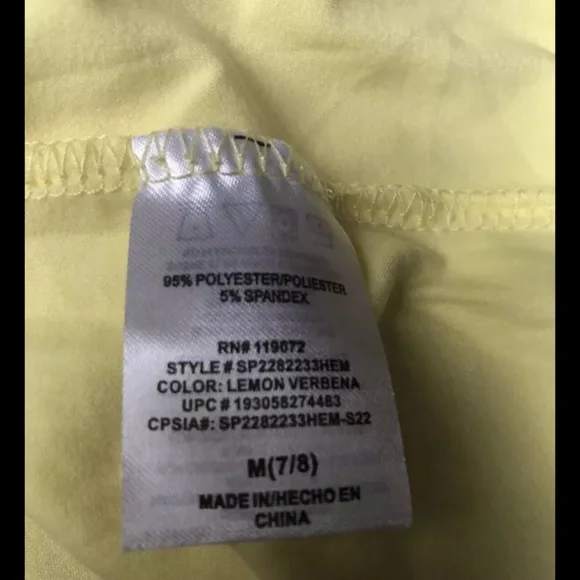 95% POLYESTER/POLIESTER
5% SPANDEX
RN# 119072
STYLE # SP2282233HEM
COLOR: LEMON VERBENA
UPC # 193058274483
CPSIA#: SP2282233HEM-S22
M(7/8)
MADE IN/HECHO EN
CHINA